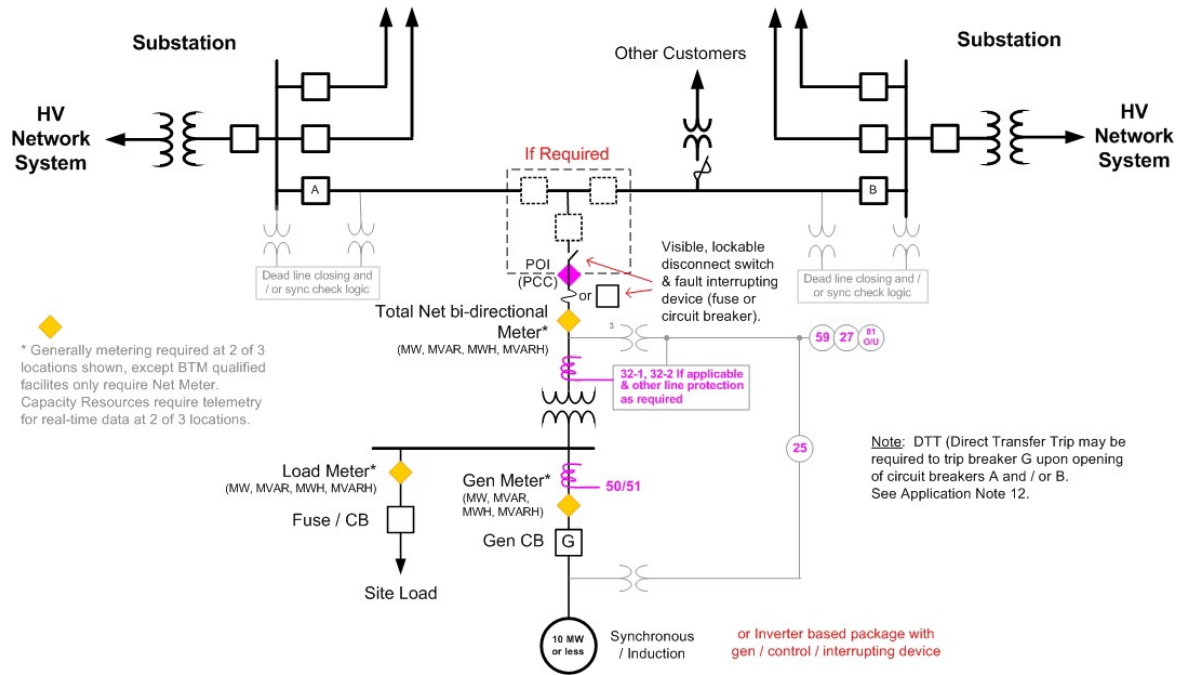 Substation
Substation
Other Customers
HV
Network
System
HV
Network
System
If Required
A
B
Dead line closing and
/ or sync check logic
POI
(PCC)
or
Visible, lockable
disconnect switch
& fault interrupting
device (fuse or
circuit breaker).
Dead line closing and /
or sync check logic
Total Net bi-directional
Meter*
(MW, MVAR, MWH, MVARH)
3
59
27
81
O/U
* Generally metering required at 2 of 3
locations shown, except BTM qualified
facilites only require Net Meter.
Capacity Resources require telemetry
for real-time data at 2 of 3 locations.
32-1, 32-2 If applicable
& other line protection
as required
25
Note: DTT (Direct Transfer Trip may be
required to trip breaker G upon opening
of circuit breakers A and / or B.
See Application Note 12.
Load Meter*
(MW, MVAR, MWH, MVARH)
Gen Meter*
(MW, MVAR,
MWH, MVARH)
50/51
Fuse / CB
Gen CB
G
Site Load
10 MW
or less
Synchronous
/ Induction
or Inverter based package with
gen / control / interrupting device